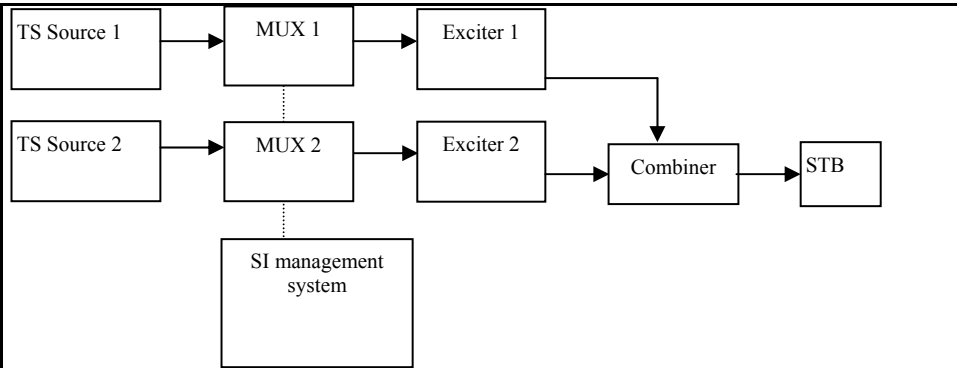 TS Source 1
MUX 1
Exciter 1
TS Source 2
MUX 2
Exciter 2
Combiner
STB
SI management
system